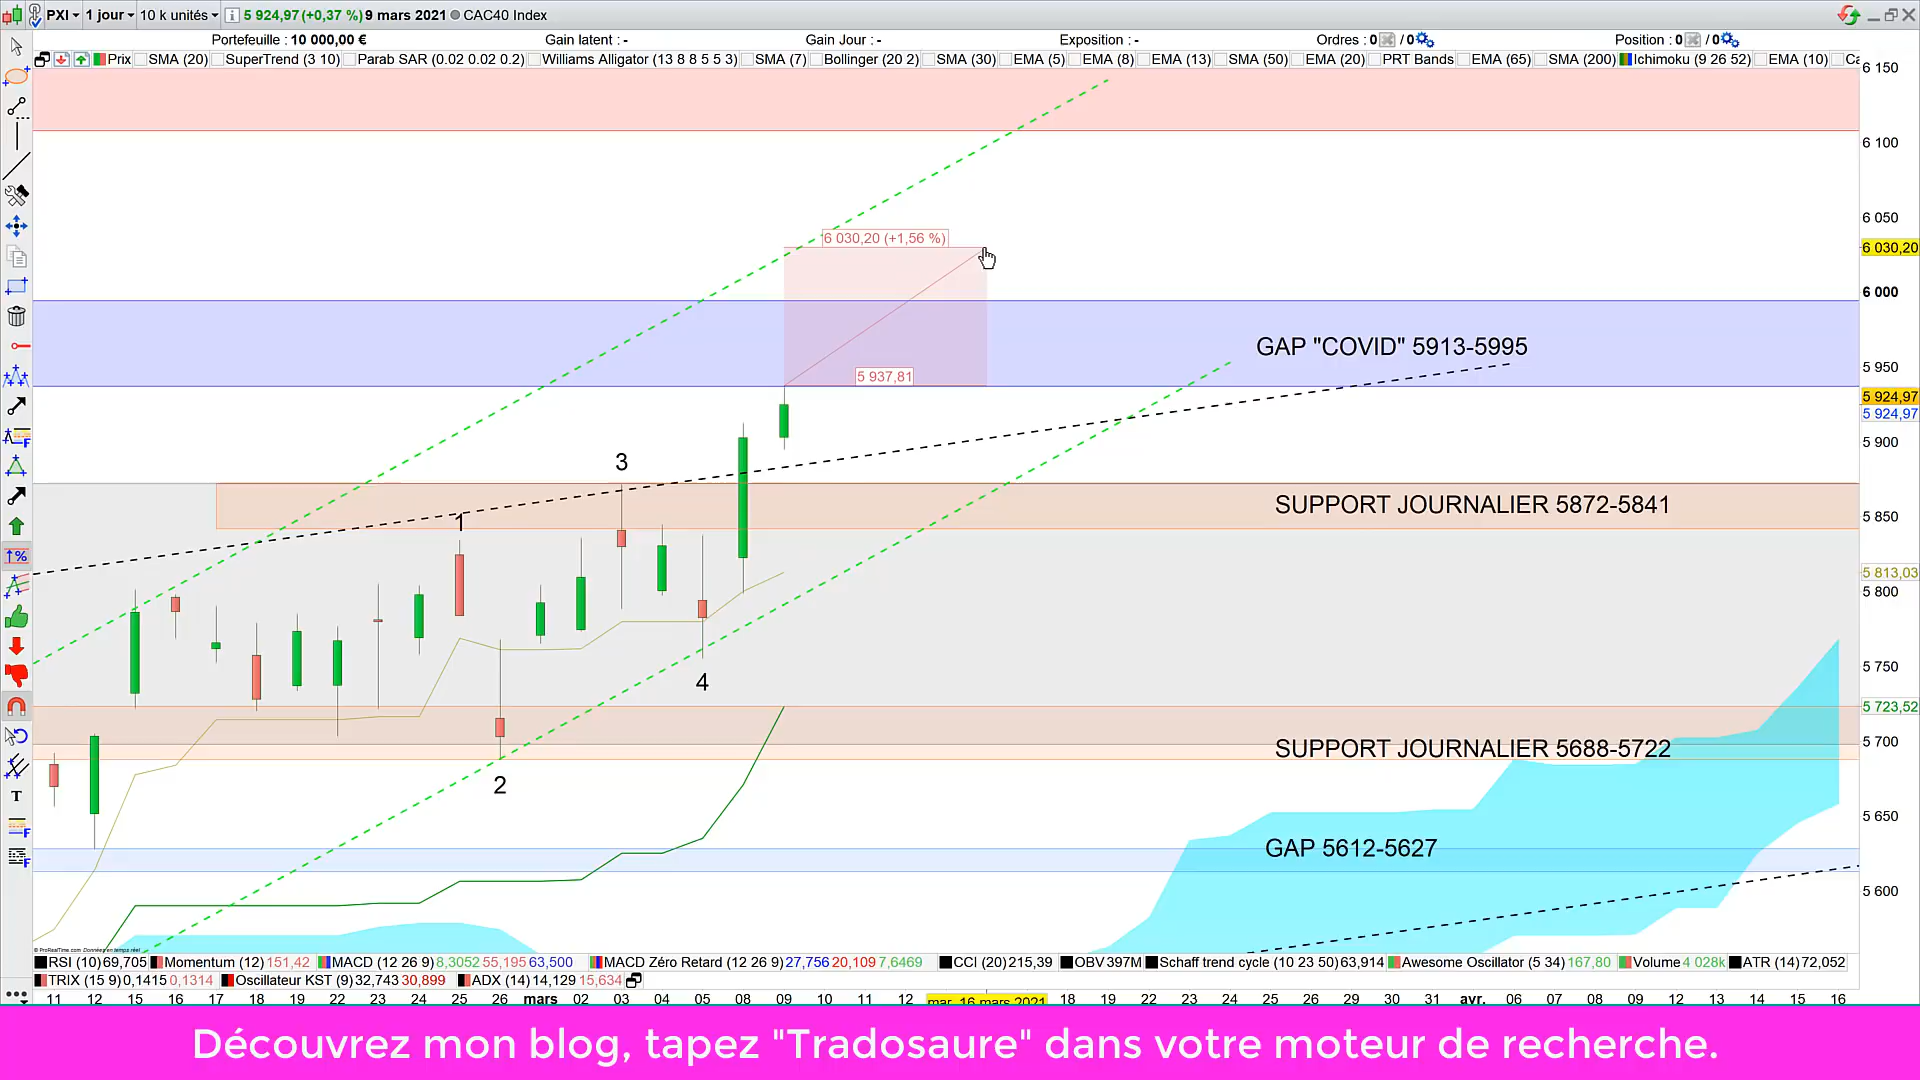 PXI 1 jour 10 k unités 5 924,97 (+0,37 %) 9 mars 2021 CAC40 Index
Portefeuille : 10 000,00 € Gain latent : - Gain Jour : - Exposition : - Ordres : 0 / 0 Position : 0 / 0
Prix SMA (20) SuperTrend (3 10) Parab SAR (0.02 0.02 0.2) Williams Alligator (13 8 8 5 5 3) SMA (7) Bollinger (20 2) SMA (30) EMA (5) EMA (8) EMA (13) SMA (50) EMA (20) PRT Bands EMA (65) SMA (200) Ichimoku (9 26 52) EMA (10) Ca
6 150
6 100
6 050
6 030,20 (+1,56 %)
6 030,20
6 000
GAP "COVID" 5913-5995
5 950
5 937,81
5 924,97
5 924,97
5 900
3
SUPPORT JOURNALIER 5872-5841
5 850
1
5 813,03
5 800
5 750
4
5 723,52
5 700
SUPPORT JOURNALIER 5688-5722
2
5 650
GAP 5612-5627
5 600
© ProRealTime.com Données en temps réel
RSI (10) 69,705 Momentum (12) 151,42 MACD (12 26 9) 8,3052 55,195 63,500 MACD Zéro Retard (12 26 9) 27,756 20,109 7,6469 CCI (20) 215,39 OBV 397M Schaff trend cycle (10 23 50) 63,914 Awesome Oscillator (5 34) 167,80 Volume 4 028k ATR (14) 72,052
TRIX (15 9) 0,1415 0,1314 Oscillateur KST (9) 32,743 30,899 ADX (14) 14,129 15,634
11 12 15 16 17 18 19 22 23 24 25 26 mars 02 03 04 05 08 09 10 11 12 mar. 16 mars 2021 18 19 22 23 24 25 26 29 30 31 avr. 06 07 08 09 12 13 14 15 16
Découvrez mon blog, tapez "Tradosaure" dans votre moteur de recherche.